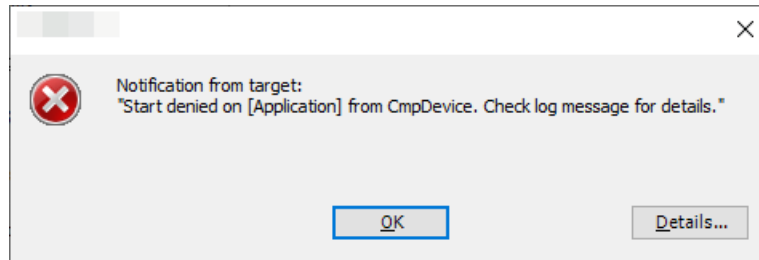 Notification from target:
"Start denied on [Application] from CmpDevice. Check log message for details."
OK
Details...